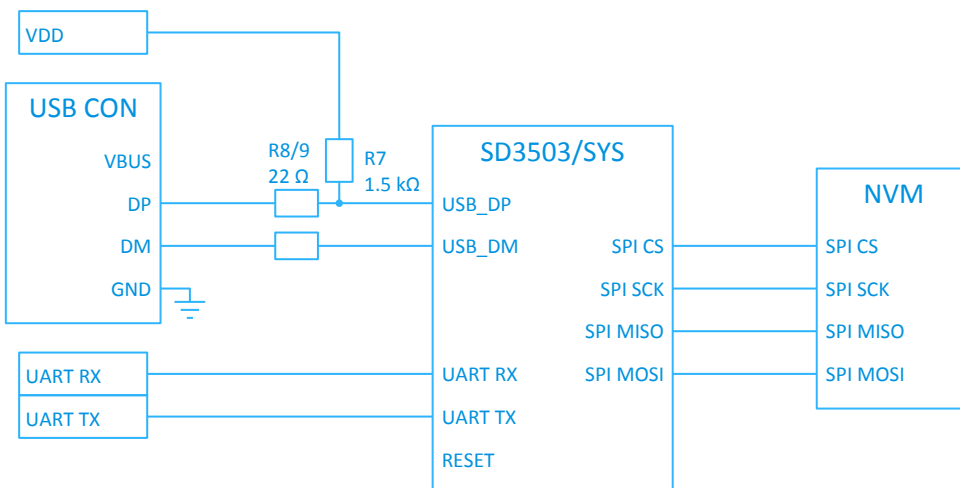 VDD
USB CON
VBUS
DP
DM
GND
R8/9
22 Ω
R7
1.5 kΩ
SD3503/SYS
USB_DP
USB_DM
UART RX
UART TX
RESET
SPI CS
SPI SCK
SPI MISO
SPI MOSI
NVM
SPI CS
SPI SCK
SPI MISO
SPI MOSI
UART RX
UART TX